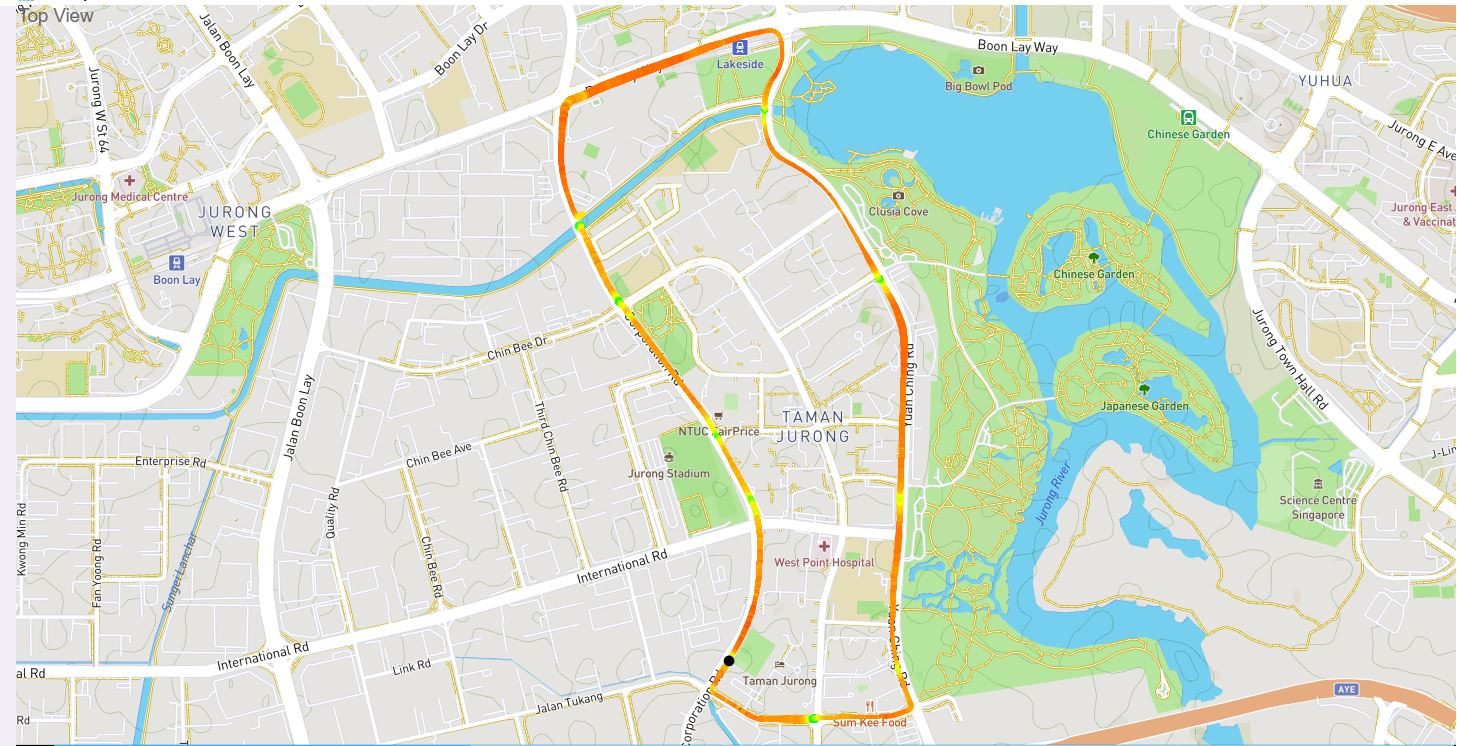 Top View
Jalan Boon Lay
Boon Lay Dr
Boon Lay Way
Lakeside
Big Bowl Pod
YUHUA
Jurong W St 64
Chinese Garden
Jurong E Ave
Jurong Medical Centre
JURONG
WEST
Clusia Cove
Jurong East
& Vaccinat
Boon Lay
Chinese Garden
Corporation Rd
Chin Bee Dr
Yuan Ching Rd
Jurong Town Hall Rd
Japanese Garden
Jalan Boon Lay
Third Chin Bee Rd
NTUC FairPrice
TAMAN
JURONG
Chin Bee Ave
Enterprise Rd
Jurong Stadium
J-Lin
Jurong River
Science Centre
Singapore
Kwong Min Rd
Fan Yoong Rd
Quality Rd
Chin Bee Rd
International Rd
West Point Hospital
Sungei Lanchar
Yuan Ching Rd
International Rd
Link Rd
al Rd
Taman Jurong
Jalan Tukang
Corporation Rd
AYE
Rd
Sum Kee Food